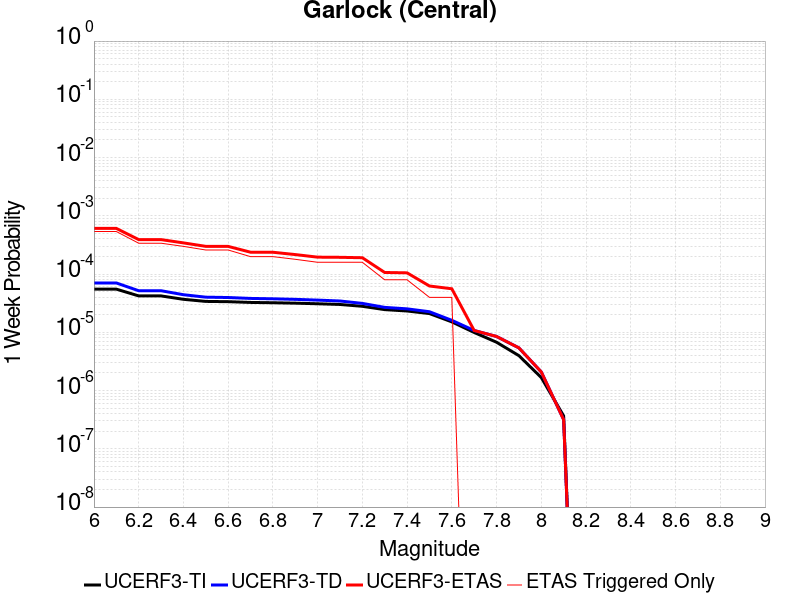 Garlock (Central)
1 Week Probability
10^0
10^-1
10^-2
10^-3
10^-4
10^-5
10^-6
10^-7
10^-8
6 6.2 6.4 6.6 6.8 7 7.2 7.4 7.6 7.8 8 8.2 8.4 8.6 8.8 9
Magnitude
UCERF3-TI UCERF3-TD UCERF3-ETAS ETAS Triggered Only